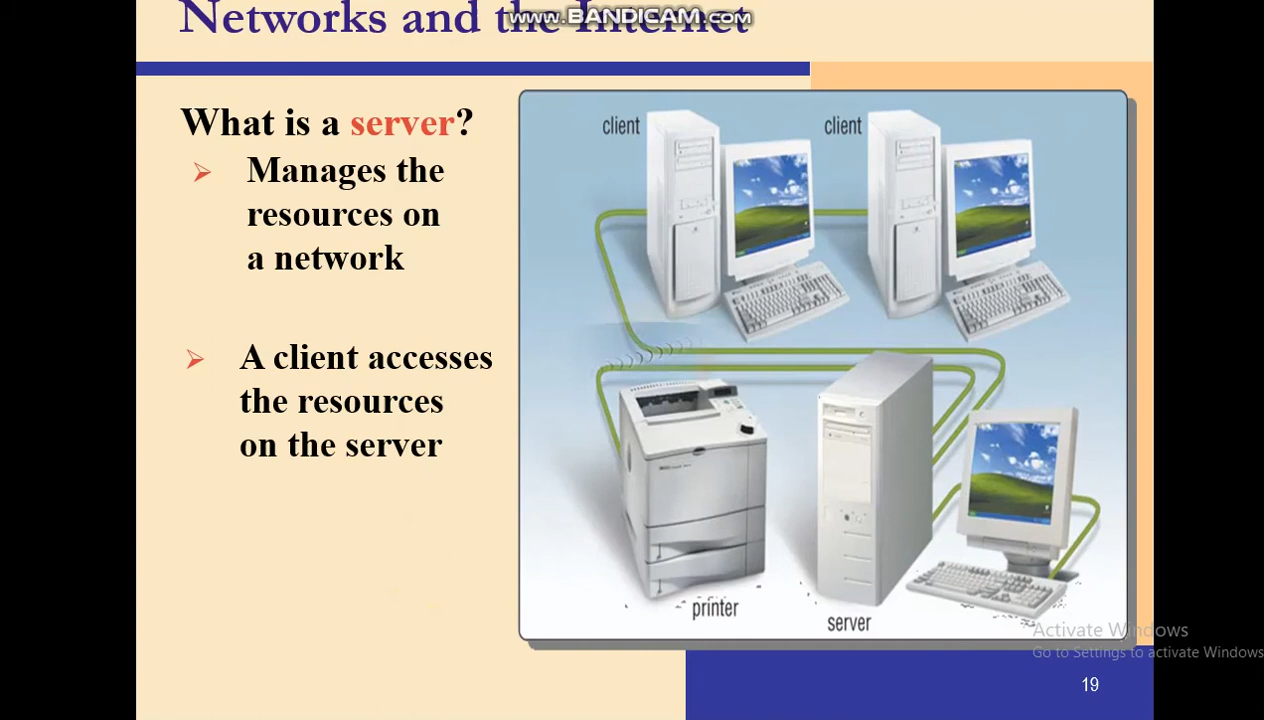 Networks and the Internet
www.BANDICAM.com
What is a server?
Manages the
resources on
a network
A client accesses
the resources
on the server
client
client
printer
server
Activate Windows
Go to Settings to activate Windows
19